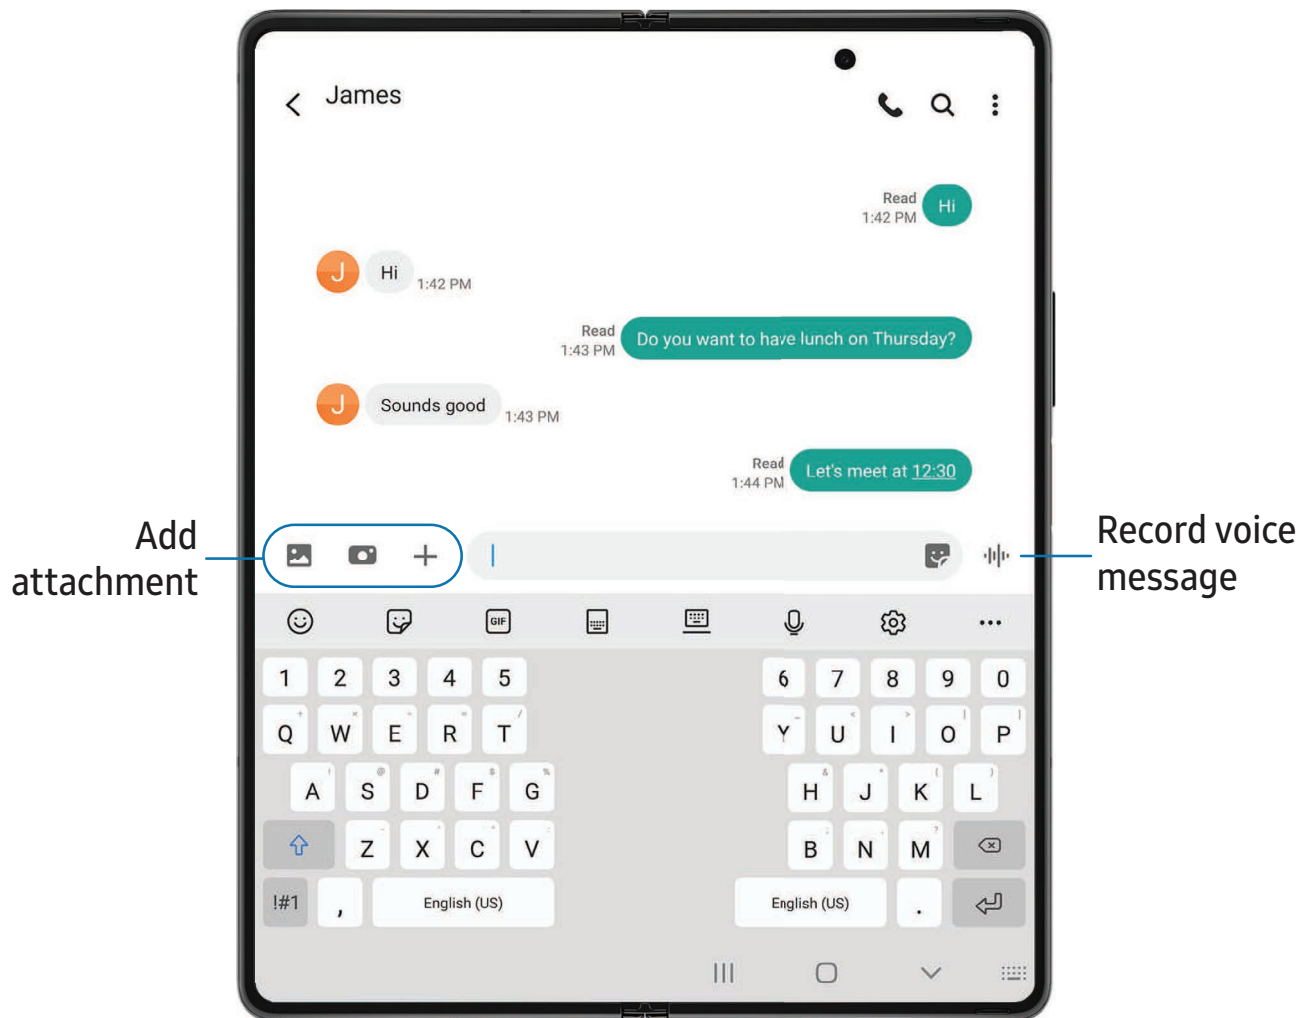 James
Read
1:42 PM
Hi
J
Hi
1:42 PM
Read
1:43 PM
Do you want to have lunch on Thursday?
J
Sounds good
1:43 PM
Read
1:44 PM
Let's meet at 12:30
Add
attachment
Record voice
message
GIF
1 2 3 4 5 6 7 8 9 0
Q W E R T Y U I O P
A S D F G H J K L
Z X C V B N M
!#1 , English (US) English (US) .